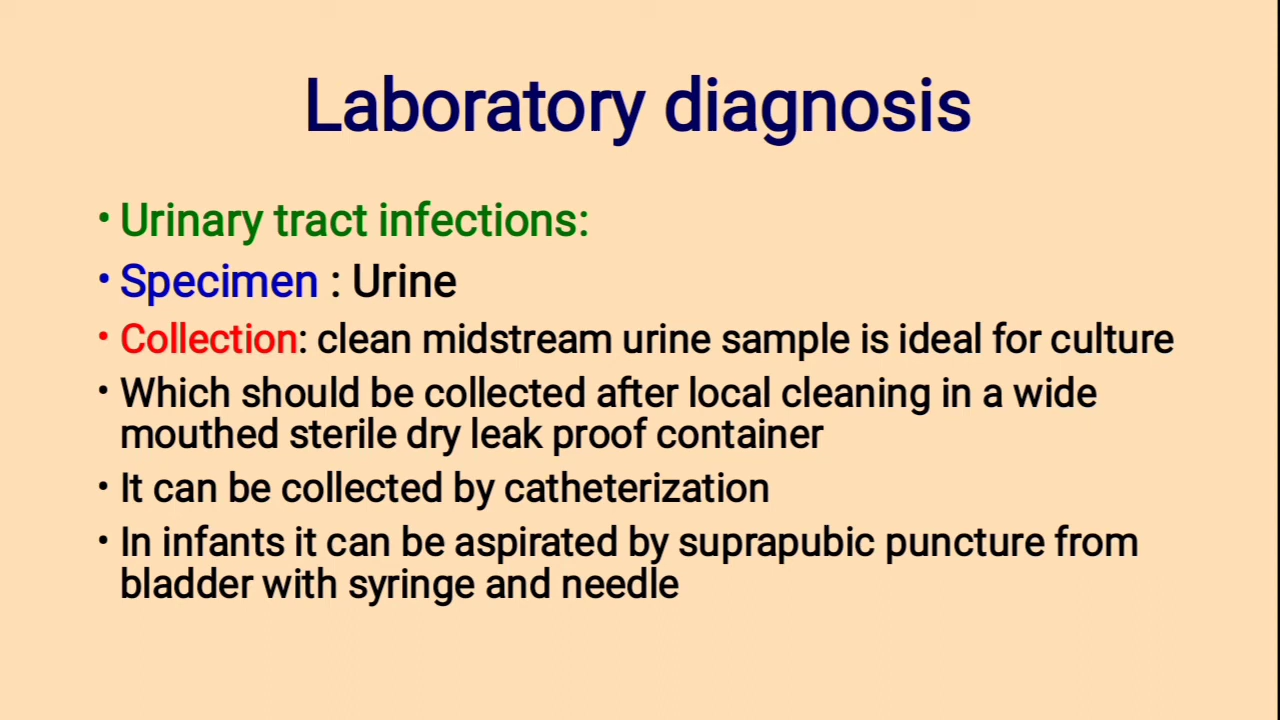 Laboratory diagnosis
• Urinary tract infections:
• Specimen : Urine
• Collection: clean midstream urine sample is ideal for culture
• Which should be collected after local cleaning in a wide
mouthed sterile dry leak proof container
• It can be collected by catheterization
• In infants it can be aspirated by suprapubic puncture from
bladder with syringe and needle